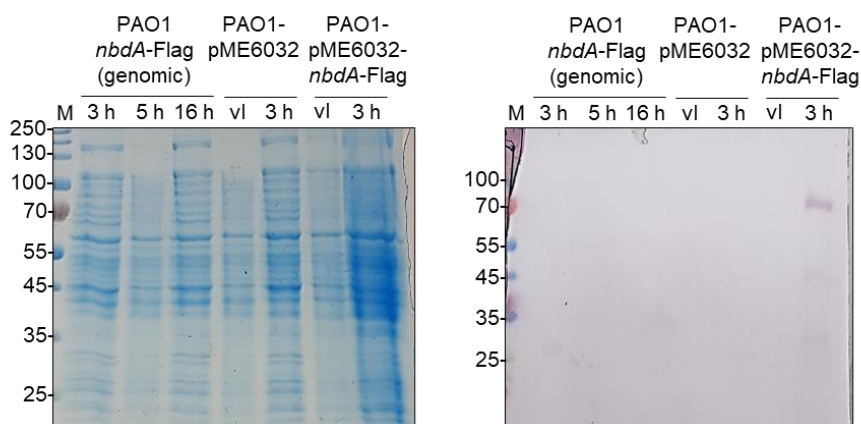 PAO1
nbdA-Flag
(genomic)
PAO1-
pME6032
PAO1-
pME6032-
nbdA-Flag
M 3 h 5 h 16 h vl 3 h vl 3 h
250
130
100
70
55
45
35
25
PAO1
nbdA-Flag
(genomic)
PAO1-
pME6032
PAO1-
pME6032-
nbdA-Flag
M 3 h 5 h 16 h vl 3 h vl 3 h
100
70
55
45
35
25